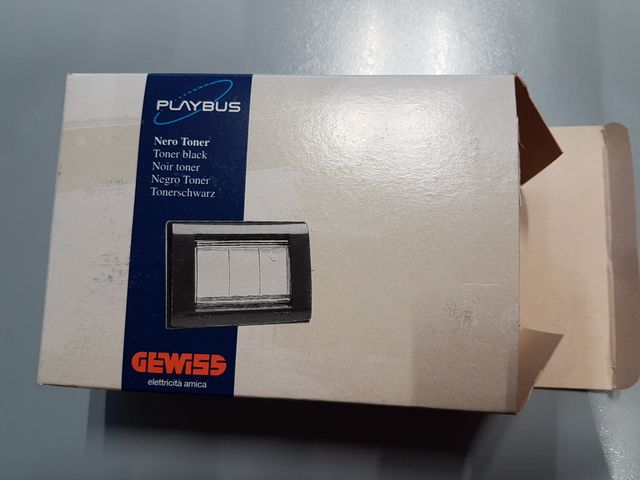 PLAYBUS
Nero Toner
Toner black
Noir toner
Negro Toner
Tonerschwarz
GEWISS
elettricità amica